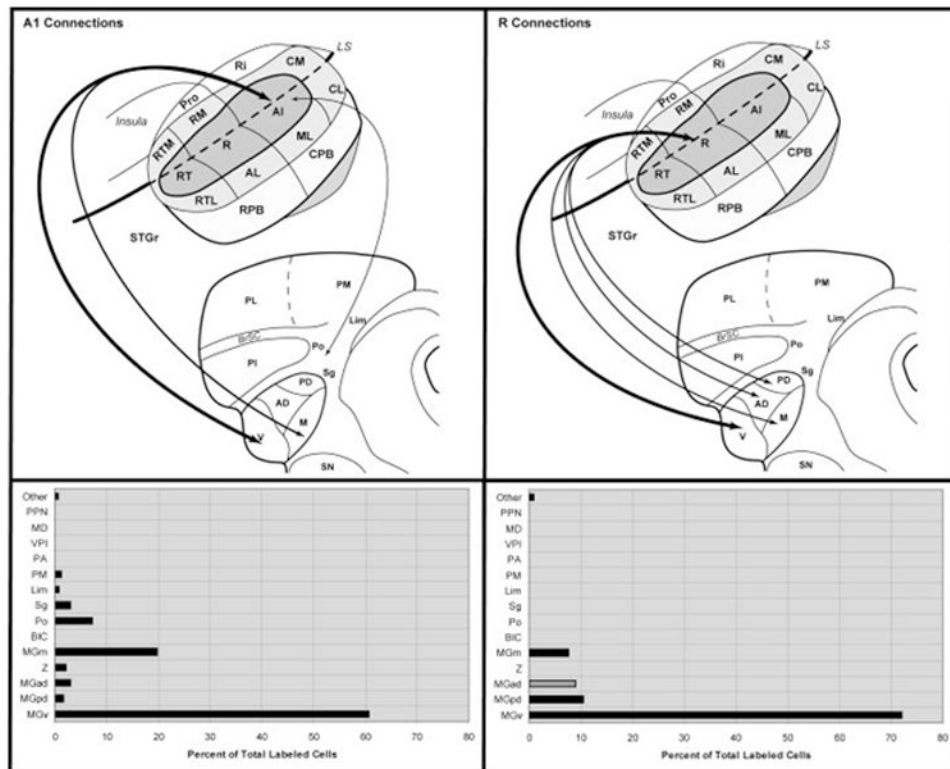 A1 Connections
LS
Ri
CM
Pro
CL
RM
AI
Insula
ML
RTM
R
CPB
RT
AL
RTL
RPB
STGr
PL
PM
Lim
BrSC
Po
PI
Sg
PD
AD
M
V
SN
R Connections
LS
Ri
CM
Pro
CL
RM
AI
Insula
ML
RTM
R
CPB
RT
AL
RTL
RPB
STGr
PL
PM
Lim
BrSC
Po
PI
Sg
PD
AD
M
V
SN
Other
PPN
MD
VPI
PA
PM
Lim
Sg
Po
BIC
MGm
Z
MGad
MGpd
MGv
0 10 20 30 40 50 60 70 80
Percent of Total Labeled Cells
Other
PPN
MD
VPI
PA
PM
Lim
Sg
Po
BIC
MGm
Z
MGad
MGpd
MGv
0 10 20 30 40 50 60 70 80
Percent of Total Labeled Cells